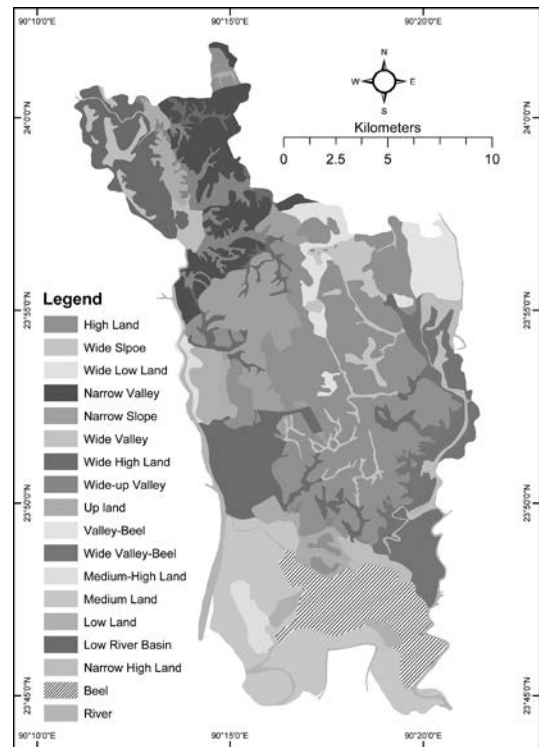 90°10'0"E 90°15'0"E 90°20'0"E
N
W E
S
Kilometers
0 2.5 5 10
24°0'0"N 24°0'0"N
23°55'0"N 23°55'0"N
23°50'0"N 23°50'0"N
23°45'0"N 23°45'0"N
Legend
High Land
Wide Slpoe
Wide Low Land
Narrow Valley
Narrow Slope
Wide Valley
Wide High Land
Wide-up Valley
Up land
Valley-Beel
Wide Valley-Beel
Medium-High Land
Medium Land
Low Land
Low River Basin
Narrow High Land
Beel
River
90°10'0"E 90°15'0"E 90°20'0"E